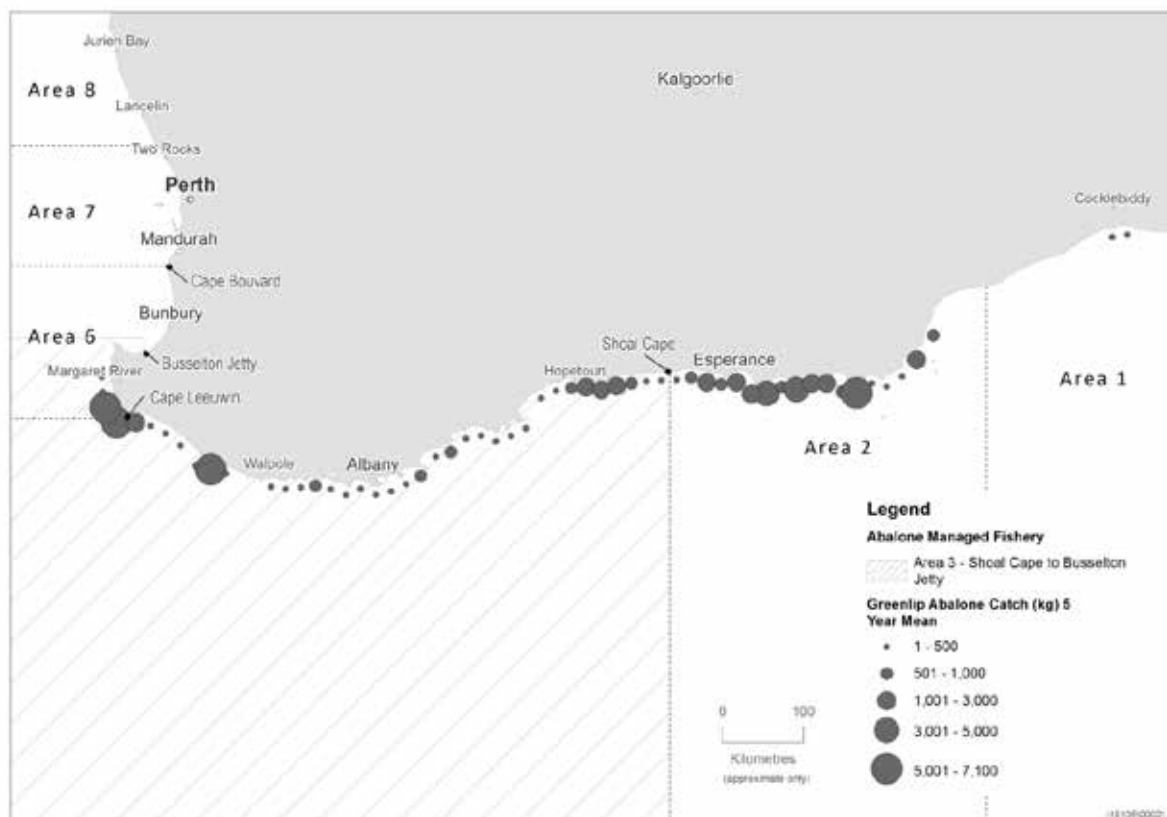 Jurien Bay
Area 8
Kalgoorlie
Lancelin
Two Rocks
Perth
Cocklebiddy
Area 7
Mandurah
Cape Bouvard
Bunbury
Area 6
Shoal Cape
Esperance
Busselton Jetty
Margaret River
Hopetoun
Area 1
Cape Leeuwin
Area 2
Walpole
Albany
Legend
Abalone Managed Fishery
Area 3 - Shoal Cape to Busselton
Jetty
Greenlip Abalone Catch (kg) 5
Year Mean
1 - 500
501 - 1,000
1,001 - 3,000
3,001 - 5,000
5,001 - 7,100
0 100
Kilometres
(approximate only)